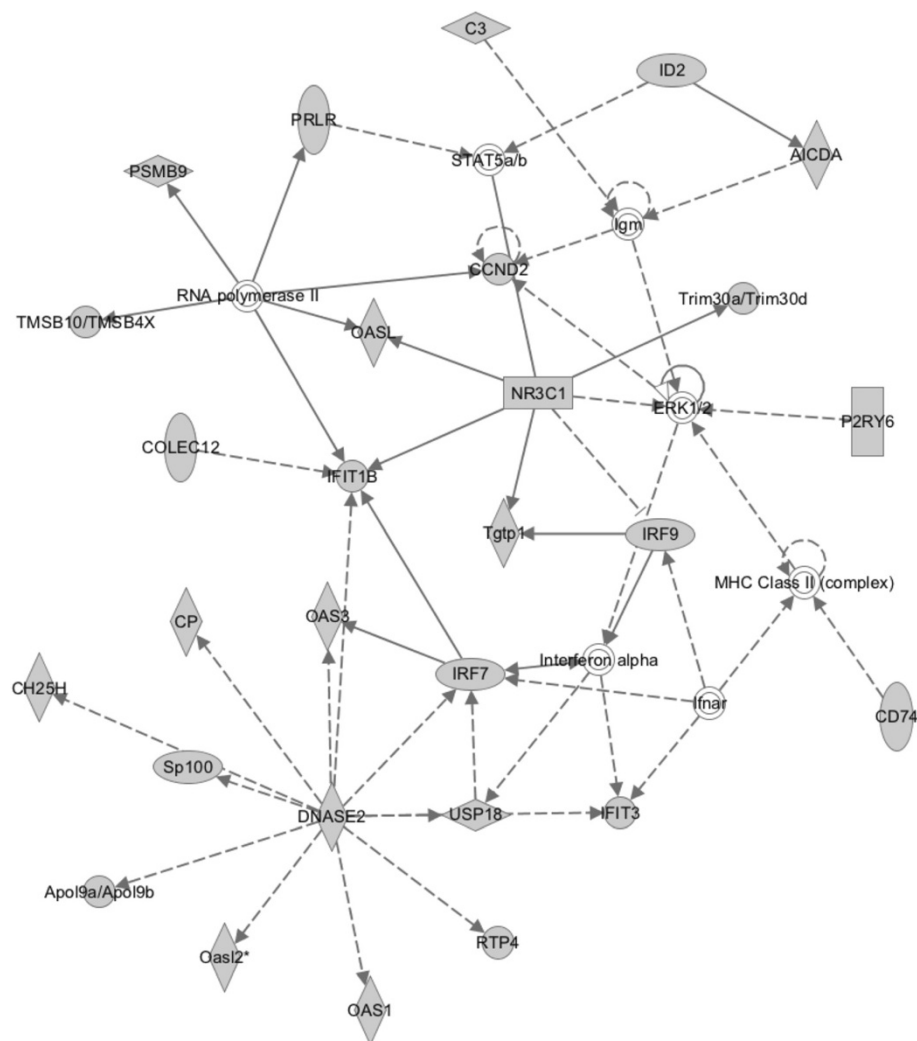 C3
ID2
PRLR
STAT5a/b
AICDA
PSMB9
Igm
CCND2
RNA polymerase II
Trim30a/Trim30d
TMSB10/TMSB4X
OASL
NR3C1
ERK1/2
P2RY6
COLEC12
IFIT1B
Tgtp1
IRF9
MHC Class II (complex)
OAS3
CP
Interferon alpha
IRF7
CH25H
Ifnar
CD74
Sp100
DNASE2
USP18
IFIT3
Apol9a/Apol9b
RTP4
Oasl2*
OAS1